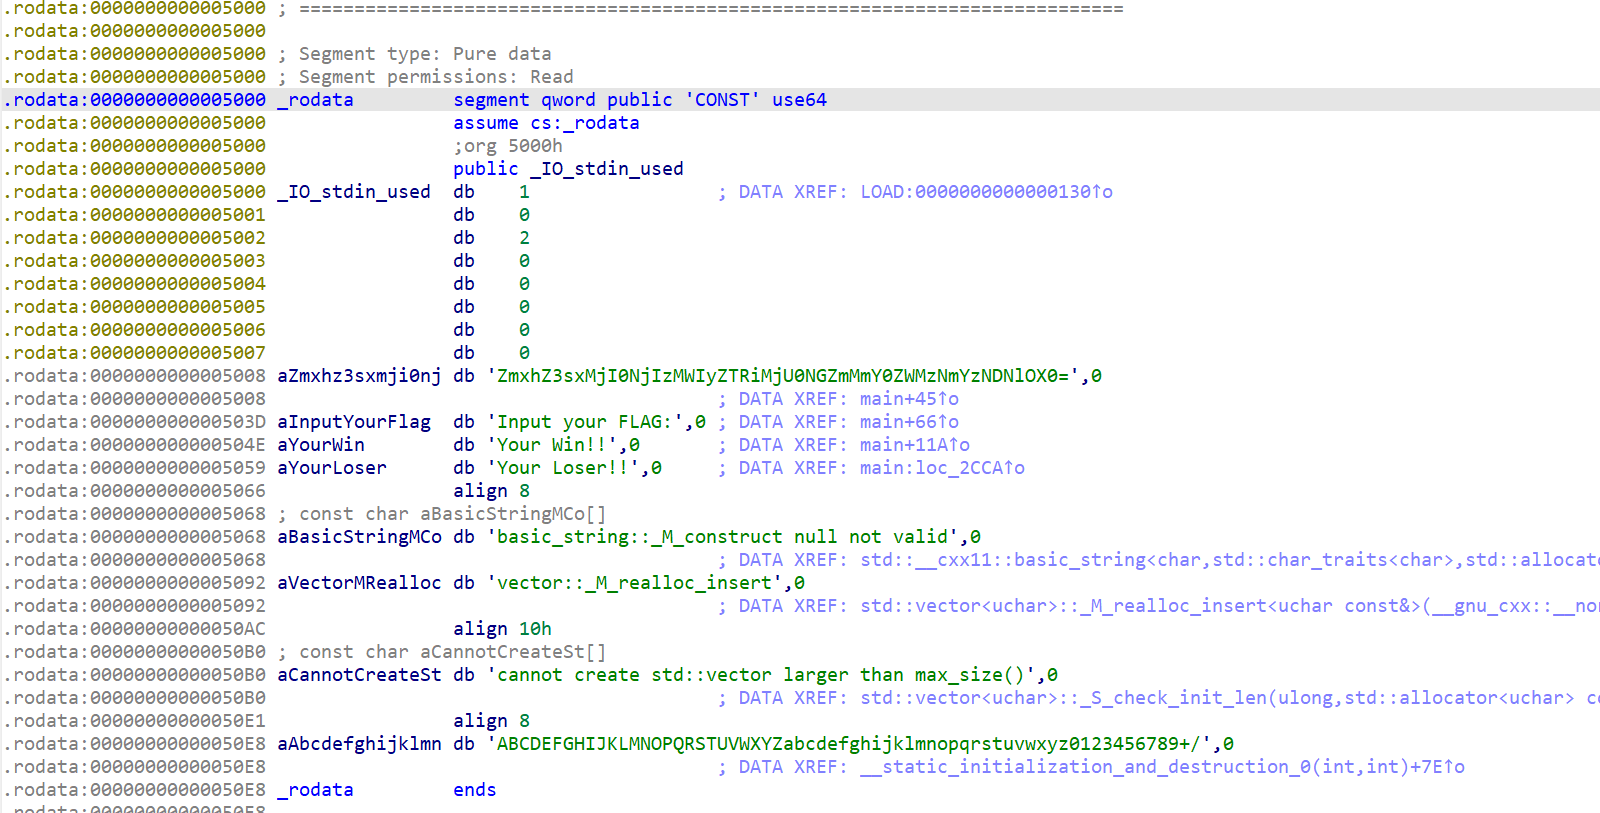 .rodata:0000000000005000 ; ===========================================================================
.rodata:0000000000005000
.rodata:0000000000005000 ; Segment type: Pure data
.rodata:0000000000005000 ; Segment permissions: Read
.rodata:0000000000005000 _rodata segment qword public 'CONST' use64
.rodata:0000000000005000 assume cs:_rodata
.rodata:0000000000005000 ;org 5000h
.rodata:0000000000005000 public _IO_stdin_used
.rodata:0000000000005000 _IO_stdin_used db 1 ; DATA XREF: LOAD:0000000000000130↑o
.rodata:0000000000005001 db 0
.rodata:0000000000005002 db 2
.rodata:0000000000005003 db 0
.rodata:0000000000005004 db 0
.rodata:0000000000005005 db 0
.rodata:0000000000005006 db 0
.rodata:0000000000005007 db 0
.rodata:0000000000005008 aZmxhz3sxmji0nj db 'ZmxhZ3sxMjI0NjIzMWIyZTRiMjU0NGZmMmY0ZWMzNmYzNDNlOX0=',0
.rodata:0000000000005008 ; DATA XREF: main+45↑o
.rodata:000000000000503D aInputYourFlag db 'Input your FLAG:',0 ; DATA XREF: main+66↑o
.rodata:000000000000504E aYourWin db 'Your Win!!',0 ; DATA XREF: main+11A↑o
.rodata:0000000000005059 aYourLoser db 'Your Loser!!',0 ; DATA XREF: main:loc_2CCA↑o
.rodata:0000000000005066 align 8
.rodata:0000000000005068 ; const char aBasicStringMCo[]
.rodata:0000000000005068 aBasicStringMCo db 'basic_string::_M_construct null not valid',0
.rodata:0000000000005068 ; DATA XREF: std::__cxx11::basic_string<char,std::char_traits<char>,std::allocat
.rodata:0000000000005092 aVectorMRealloc db 'vector::_M_realloc_insert',0
.rodata:0000000000005092 ; DATA XREF: std::vector<uchar>::_M_realloc_insert<uchar const&>(__gnu_cxx::__no
.rodata:00000000000050AC align 10h
.rodata:00000000000050B0 ; const char aCannotCreateSt[]
.rodata:00000000000050B0 aCannotCreateSt db 'cannot create std::vector larger than max_size()',0
.rodata:00000000000050B0 ; DATA XREF: std::vector<uchar>::_S_check_init_len(ulong,std::allocator<uchar> c
.rodata:00000000000050E1 align 8
.rodata:00000000000050E8 aAbcdefghijklmn db 'ABCDEFGHIJKLMNOPQRSTUVWXYZabcdefghijklmnopqrstuvwxyz0123456789+/',0
.rodata:00000000000050E8 ; DATA XREF: __static_initialization_and_destruction_0(int,int)+7E↑o
.rodata:00000000000050E8 _rodata ends
.rodata:00000000000050E8